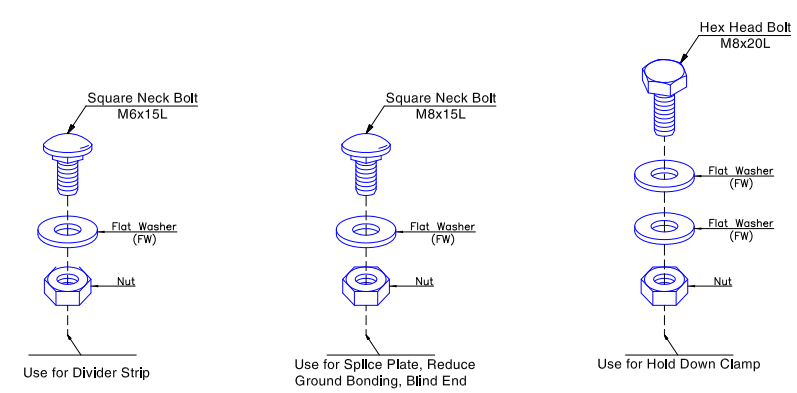 Square Neck Bolt
M6x15L
Flat Washer
(FW)
Nut
Use for Divider Strip
Square Neck Bolt
M8x15L
Flat Washer
(FW)
Nut
Use for Splice Plate, Reduce
Ground Bonding, Blind End
Hex Head Bolt
M8x20L
Flat Washer
(FW)
Flat Washer
(FW)
Nut
Use for Hold Down Clamp